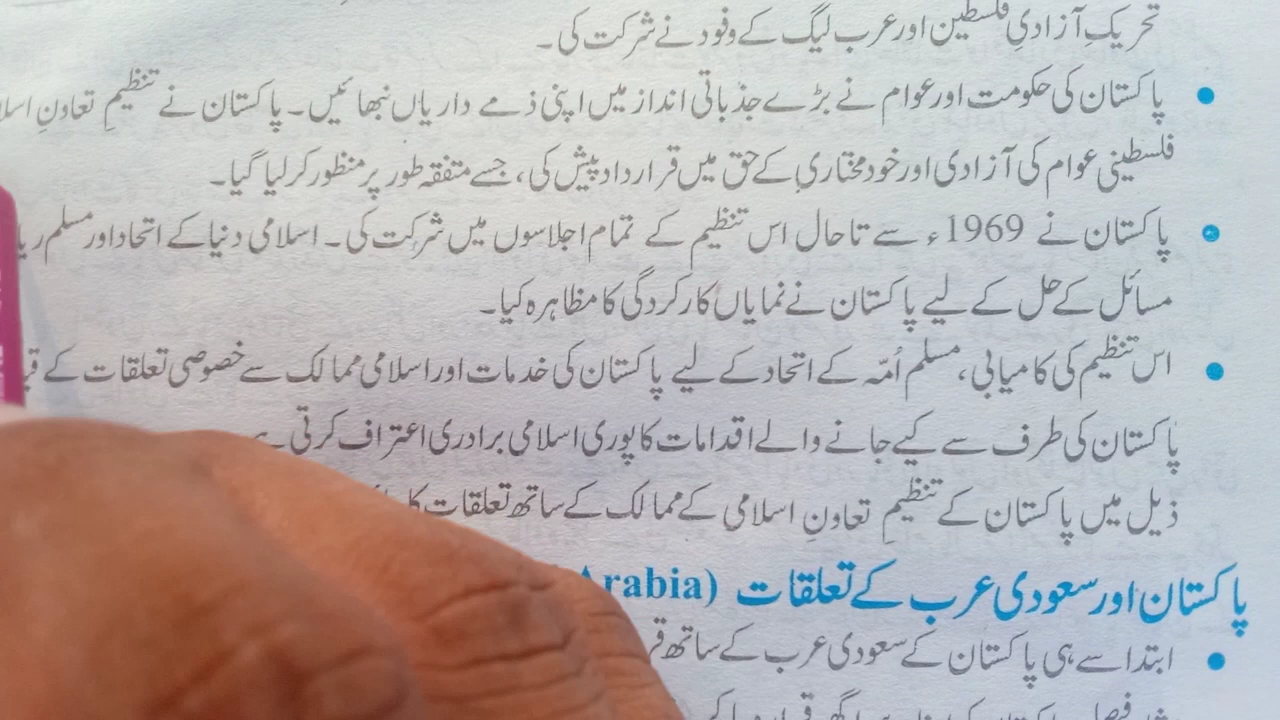 تحریکِ آزادیِ فلسطین اور عرب لیگ کے وفود نے شرکت کی۔
• پاکستان کی حکومت اور عوام نے بڑے جذباتی انداز میں اپنی ذمے داریاں نبھائیں۔ پاکستان نے تنظیمِ تعاونِ
فلسطینی عوام کی آزادی اور خود مختاری کے حق میں قرارداد پیش کی، جسے متفقہ طور پر منظور کر لیا گیا۔
• پاکستان نے 1969ء سے تاحال اس تنظیم کے تمام اجلاسوں میں شرکت کی۔ اسلامی دنیا کے اتحاد اور مسلم
مسائل کے حل کے لیے پاکستان نے نمایاں کارکردگی کا مظاہرہ کیا۔
• اس تنظیم کی کامیابی، مسلم اُمّہ کے اتحاد کے لیے پاکستان کی خدمات اور اسلامی ممالک سے خصوصی تعلقات کے
پاکستان کی طرف سے کیے جانے والے اقدامات کا پوری اسلامی برادری اعتراف کرتی
ذیل میں پاکستان کے تنظیمِ تعاونِ اسلامی کے ممالک کے ساتھ تعلقات کا
پاکستان اور سعودی عرب کے تعلقات (Arabia)
• ابتدا سے ہی پاکستان کے سعودی عرب کے ساتھ